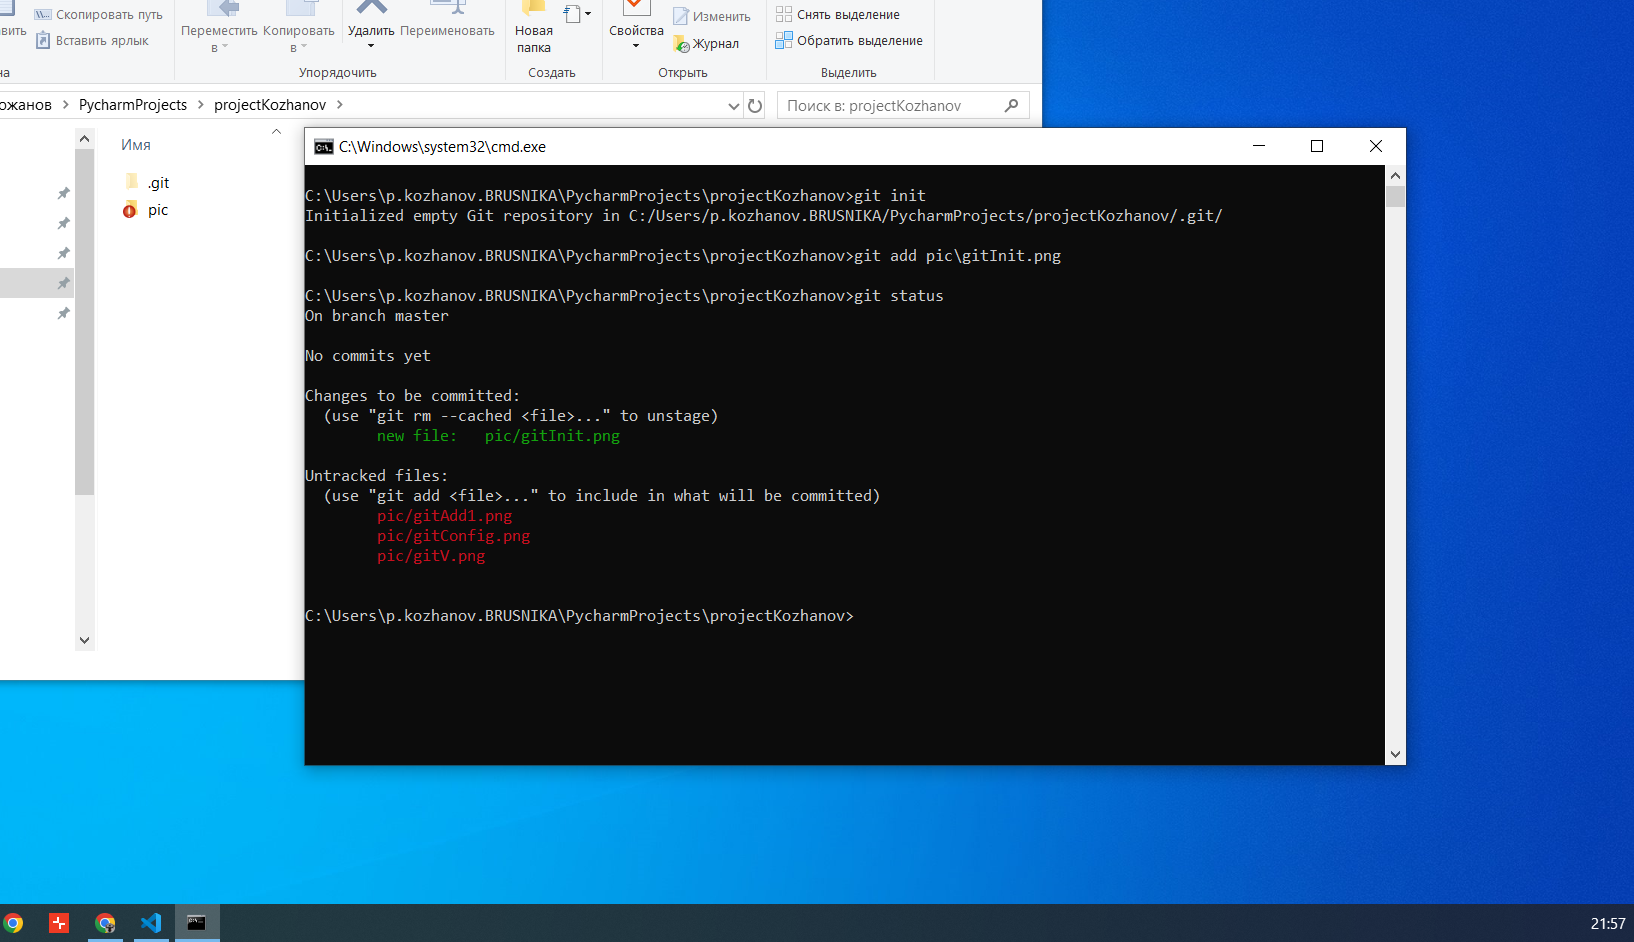 Скопировать путь
Вставить ярлык
Переместить в
Копировать в
Удалить
Переименовать
Новая папка
Свойства
Изменить
Журнал
Снять выделение
Обратить выделение
Упорядочить
Создать
Открыть
Выделить
PycharmProjects
projectKozhanov
Поиск в: projectKozhanov
Имя
.git
pic
C:\Windows\system32\cmd.exe
C:\Users\p.kozhanov.BRUSNIKA\PycharmProjects\projectKozhanov>git init
Initialized empty Git repository in C:/Users/p.kozhanov.BRUSNIKA/PycharmProjects/projectKozhanov/.git/
C:\Users\p.kozhanov.BRUSNIKA\PycharmProjects\projectKozhanov>git add pic\gitInit.png
C:\Users\p.kozhanov.BRUSNIKA\PycharmProjects\projectKozhanov>git status
On branch master
No commits yet
Changes to be committed:
(use "git rm --cached <file>..." to unstage)
new file: pic/gitInit.png
Untracked files:
(use "git add <file>..." to include in what will be committed)
pic/gitAdd1.png
pic/gitConfig.png
pic/gitV.png
C:\Users\p.kozhanov.BRUSNIKA\PycharmProjects\projectKozhanov>
21:57